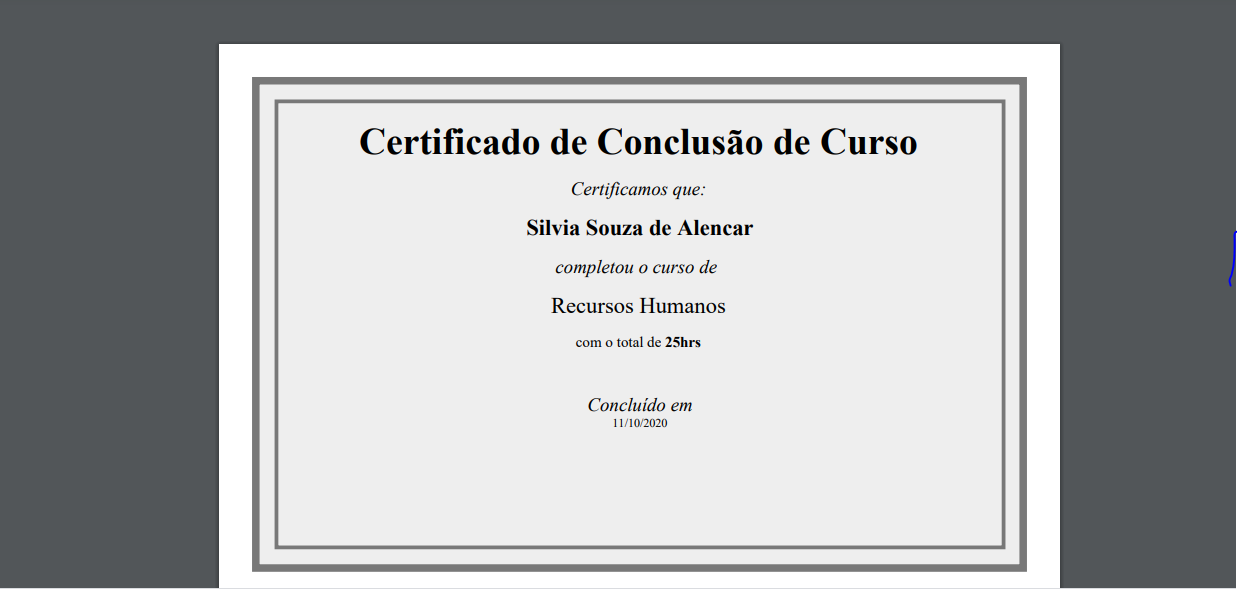 Certificado de Conclusão de Curso
Certificamos que:
Silvia Souza de Alencar
completou o curso de
Recursos Humanos
com o total de 25hrs
Concluído em
11/10/2020